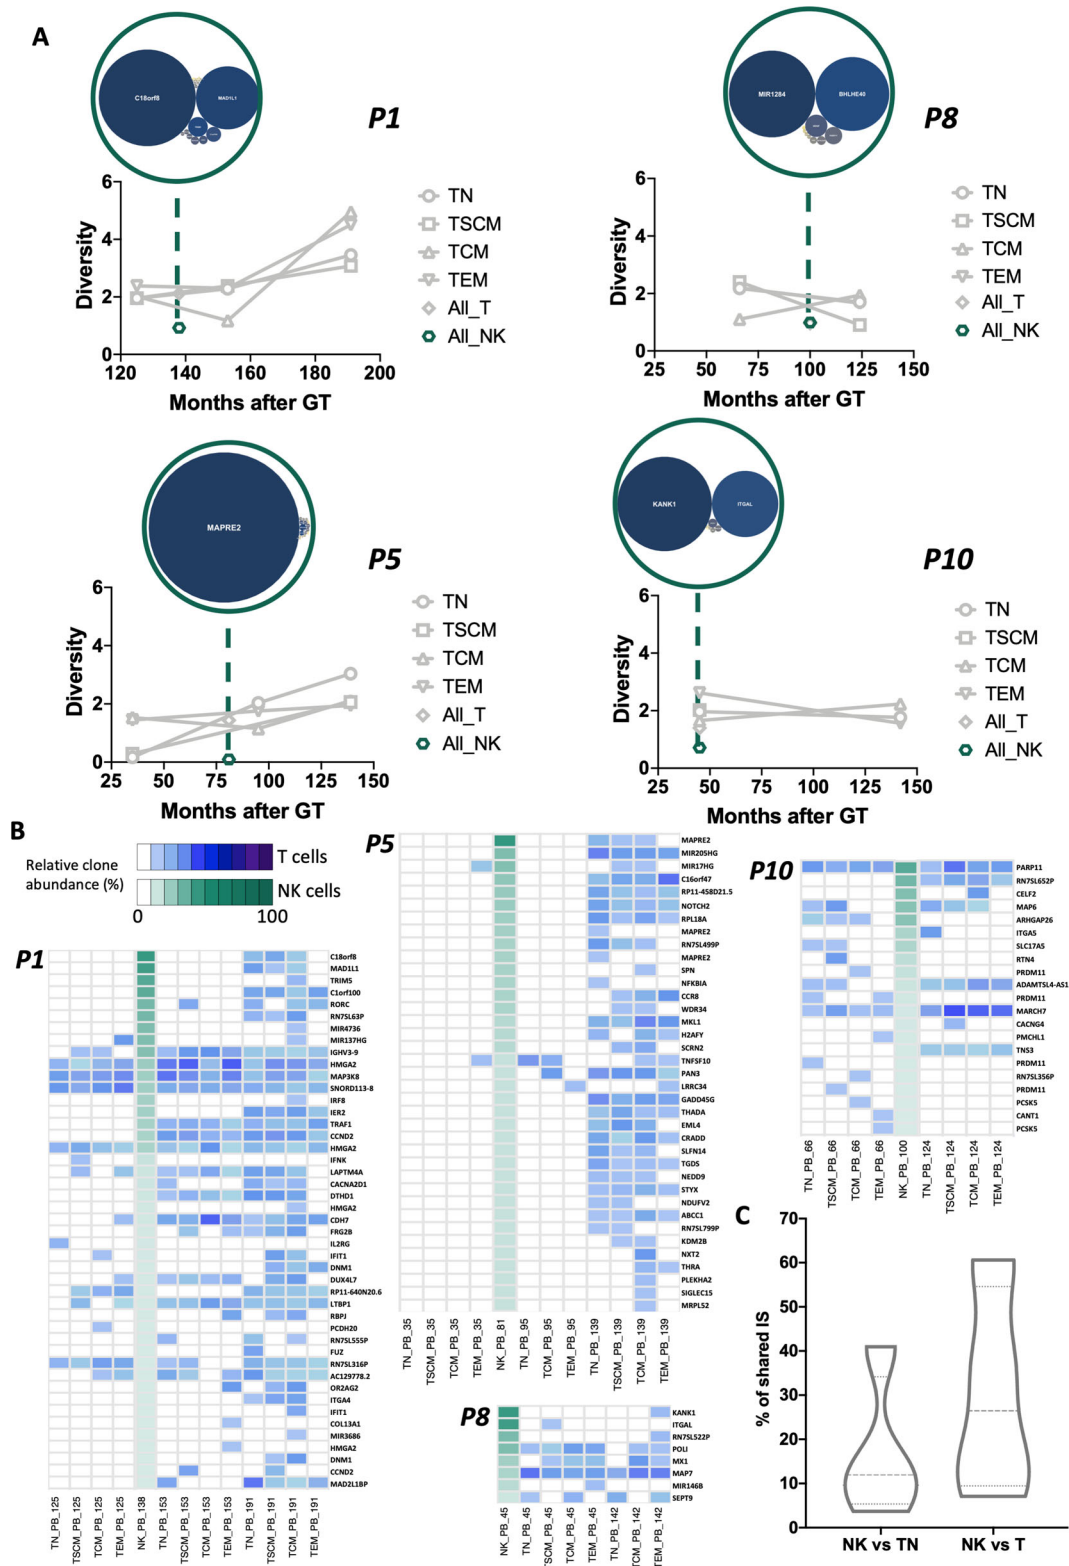 A
C18orf8
MAD1L1
P1
6
4
2
0
Diversity
120 140 160 180 200
Months after GT
TN
TSCM
TCM
TEM
All_T
All_NK
MIR1284
BHLHE40
P8
6
4
2
0
Diversity
25 50 75 100 125 150
Months after GT
TN
TSCM
TCM
TEM
All_T
All_NK
MAPRE2
P5
6
4
2
0
Diversity
25 50 75 100 125 150
Months after GT
TN
TSCM
TCM
TEM
All_T
All_NK
KANK1
ITGAL
P10
6
4
2
0
Diversity
25 50 75 100 125 150
Months after GT
TN
TSCM
TCM
TEM
All_T
All_NK
B
Relative clone
abundance (%)
T cells
NK cells
0 100
P1
C18orf8
MAD1L1
TRIM5
C1orf100
RORC
RN7SL63P
MIR4736
MIR137HG
IGHV3-9
HMGA2
MAP3K8
SNORD113-8
IRF8
IER2
TRAF1
CCND2
HMGA2
IFNK
LAPTM4A
CACNA2D1
DTHD1
HMGA2
CDH7
FRG2B
IL2RG
IFIT1
DNM1
DUX4L7
RP11-640N20.6
LTBP1
RBPJ
PCDH20
RN7SL555P
FUZ
RN7SL316P
AC129778.2
OR2AG2
ITGA4
IFIT1
COL13A1
MIR3686
HMGA2
DNM1
CCND2
MAD2L1BP
TN_PB_125
TSCM_PB_125
TCM_PB_125
TEM_PB_125
NK_PB_138
TN_PB_153
TSCM_PB_153
TCM_PB_153
TEM_PB_153
TN_PB_191
TSCM_PB_191
TCM_PB_191
TEM_PB_191
P5
MAPRE2
MIR205HG
MIR17HG
C16orf47
RP11-458D21.5
NOTCH2
RPL18A
MAPRE2
RN7SL499P
MAPRE2
SPN
NFKBIA
CCR8
WDR34
MKL1
H2AFY
SCRN2
TNFSF10
PAN3
LRRC34
GADD45G
THADA
EML4
CRADD
SLFN14
TGDS
NEDD9
STYX
NDUFV2
ABCC1
RN7SL799P
KDM2B
NXT2
THRA
PLEKHA2
SIGLEC15
MRPL52
TN_PB_35
TSCM_PB_35
TCM_PB_35
TEM_PB_35
NK_PB_81
TN_PB_95
TCM_PB_95
TEM_PB_95
TN_PB_139
TSCM_PB_139
TCM_PB_139
TEM_PB_139
P8
KANK1
ITGAL
RN7SL522P
POLI
MX1
MAP7
MIR146B
SEPT9
NK_PB_45
TN_PB_45
TSCM_PB_45
TCM_PB_45
TEM_PB_45
TN_PB_142
TCM_PB_142
TEM_PB_142
P10
PARP11
RN7SL652P
CELF2
MAP6
ARHGAP26
ITGA5
SLC17A5
RTN4
PRDM11
ADAMTSL4-AS1
PRDM11
MARCH7
CACNG4
PMCHL1
TNS3
PRDM11
RN7SL356P
PRDM11
PCSK5
CANT1
PCSK5
TN_PB_66
TSCM_PB_66
TCM_PB_66
TEM_PB_66
NK_PB_100
TN_PB_124
TSCM_PB_124
TCM_PB_124
TEM_PB_124
C
70
60
50
40
30
20
10
0
% of shared IS
NK vs TN NK vs T